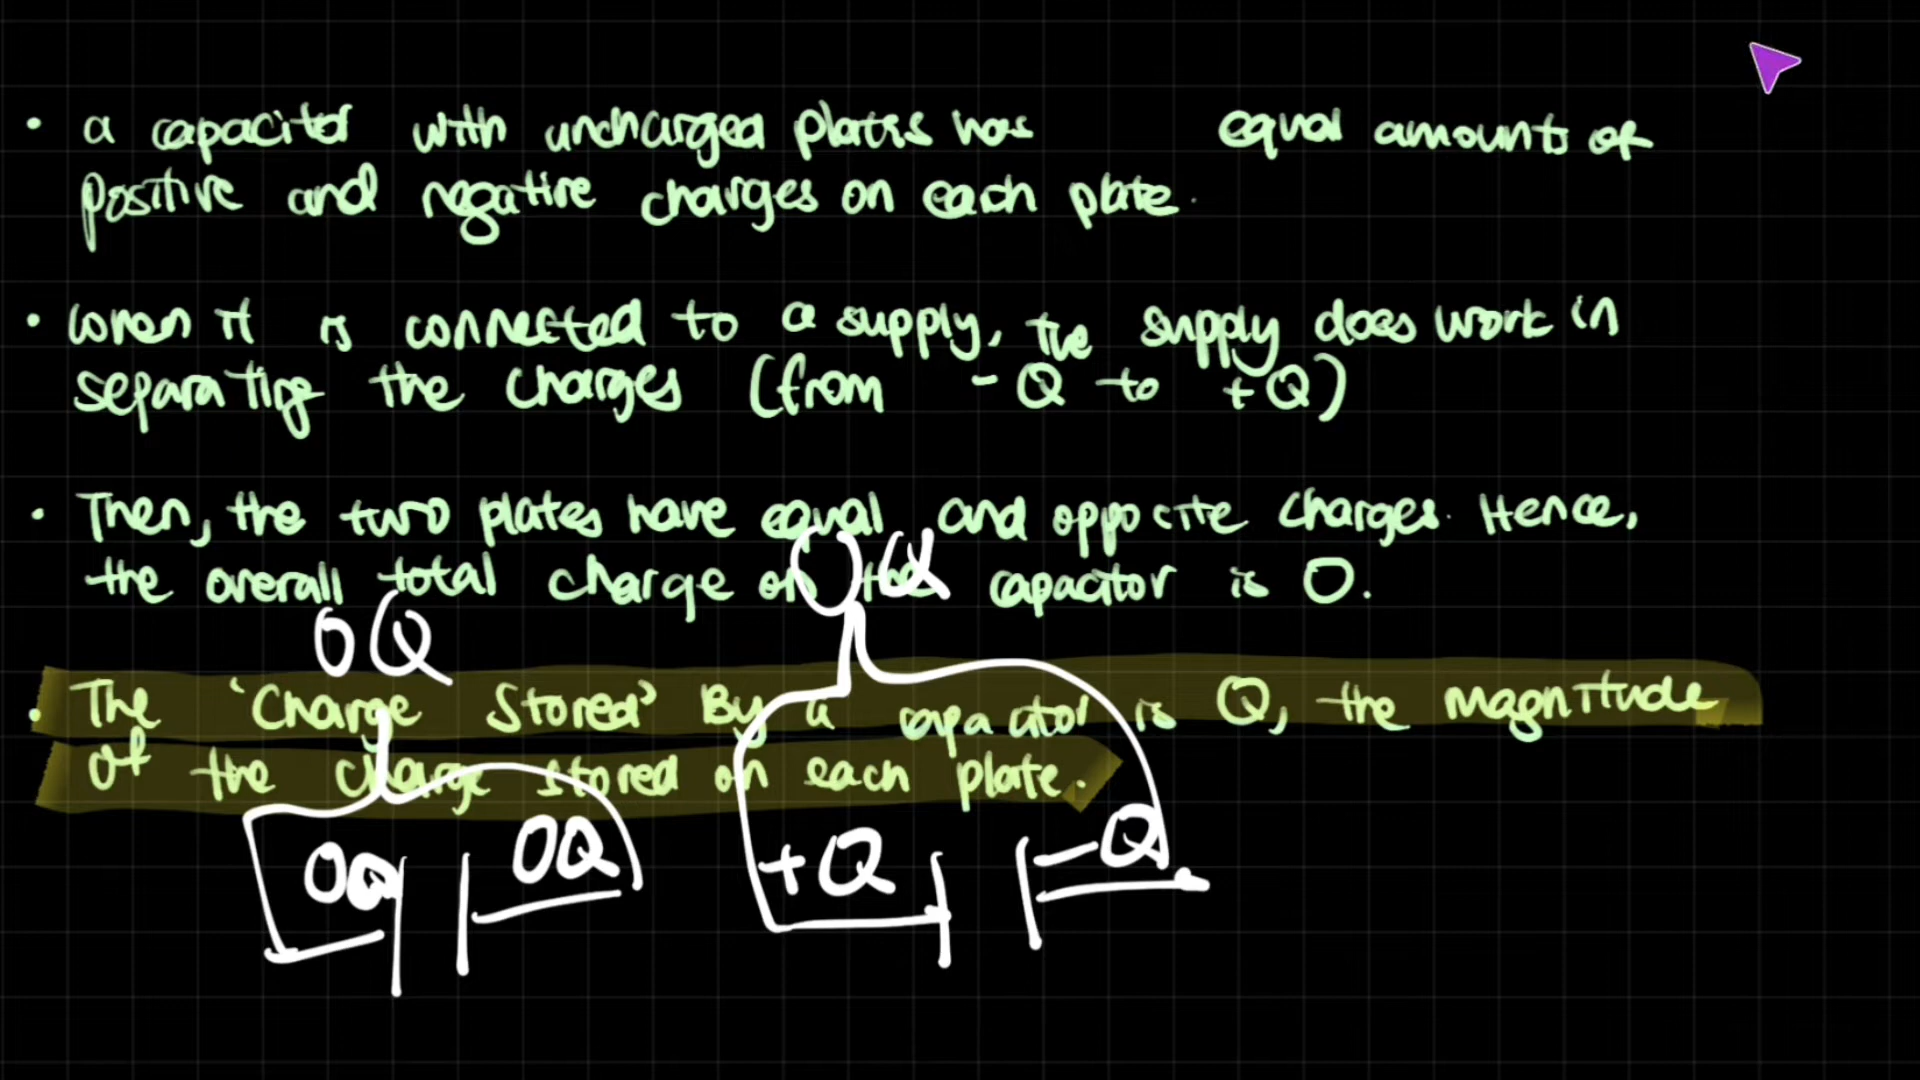 • a capacitor with uncharged plates has equal amounts of
positive and negative charges on each plate.
• when it is connected to a supply, the supply does work in
separating the charges (from - Q to +Q)
• Then, the two plates have equal and opposite charges. Hence,
the overall total charge on the capacitor is 0.
0Q
0Q
• The 'Charge Stored' By a capacitor is Q, the magnitude
of the charge stored on each plate.
0Q 0Q
+Q -Q